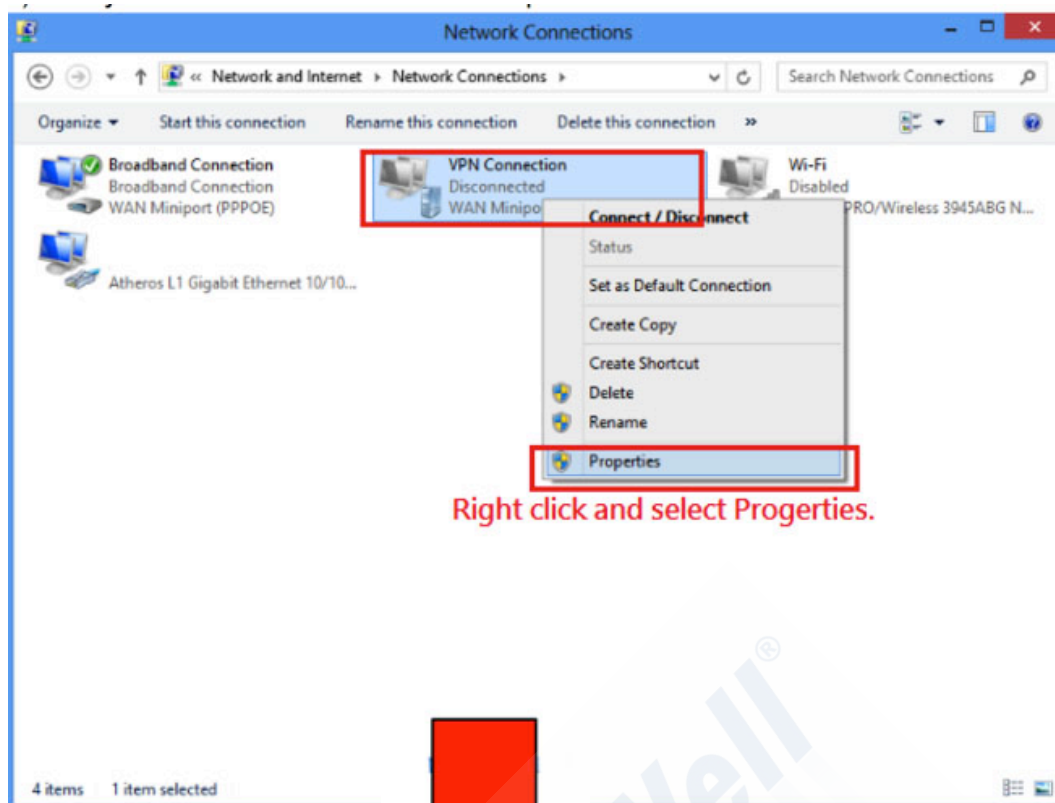 Network Connections
« Network and Internet ▸ Network Connections ▸
Search Network Connections
Organize ▾ Start this connection Rename this connection Delete this connection »
Broadband Connection
Broadband Connection
WAN Miniport (PPPOE)
VPN Connection
Disconnected
WAN Minipo
Wi-Fi
Disabled
PRO/Wireless 3945ABG N...
Atheros L1 Gigabit Ethernet 10/10...
Connect / Disconnect
Status
Set as Default Connection
Create Copy
Create Shortcut
Delete
Rename
Properties
Right click and select Progerties.
ell®
4 items 1 item selected